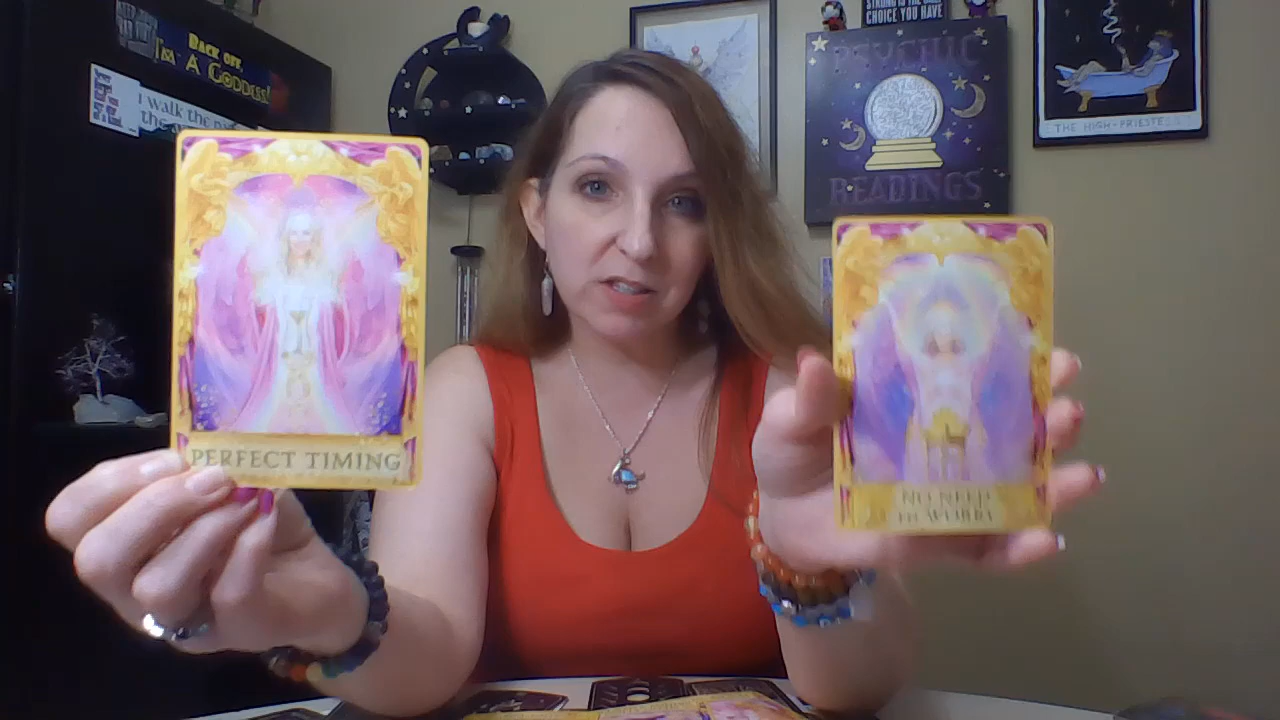 BACK OFF,
I'm A GODDESS!
I walk the
the
CHOICE YOU HAVE
PSYCHIC
READINGS
THE HIGH-PRIESTESS
PERFECT TIMING
NO NEED
TO WORRY